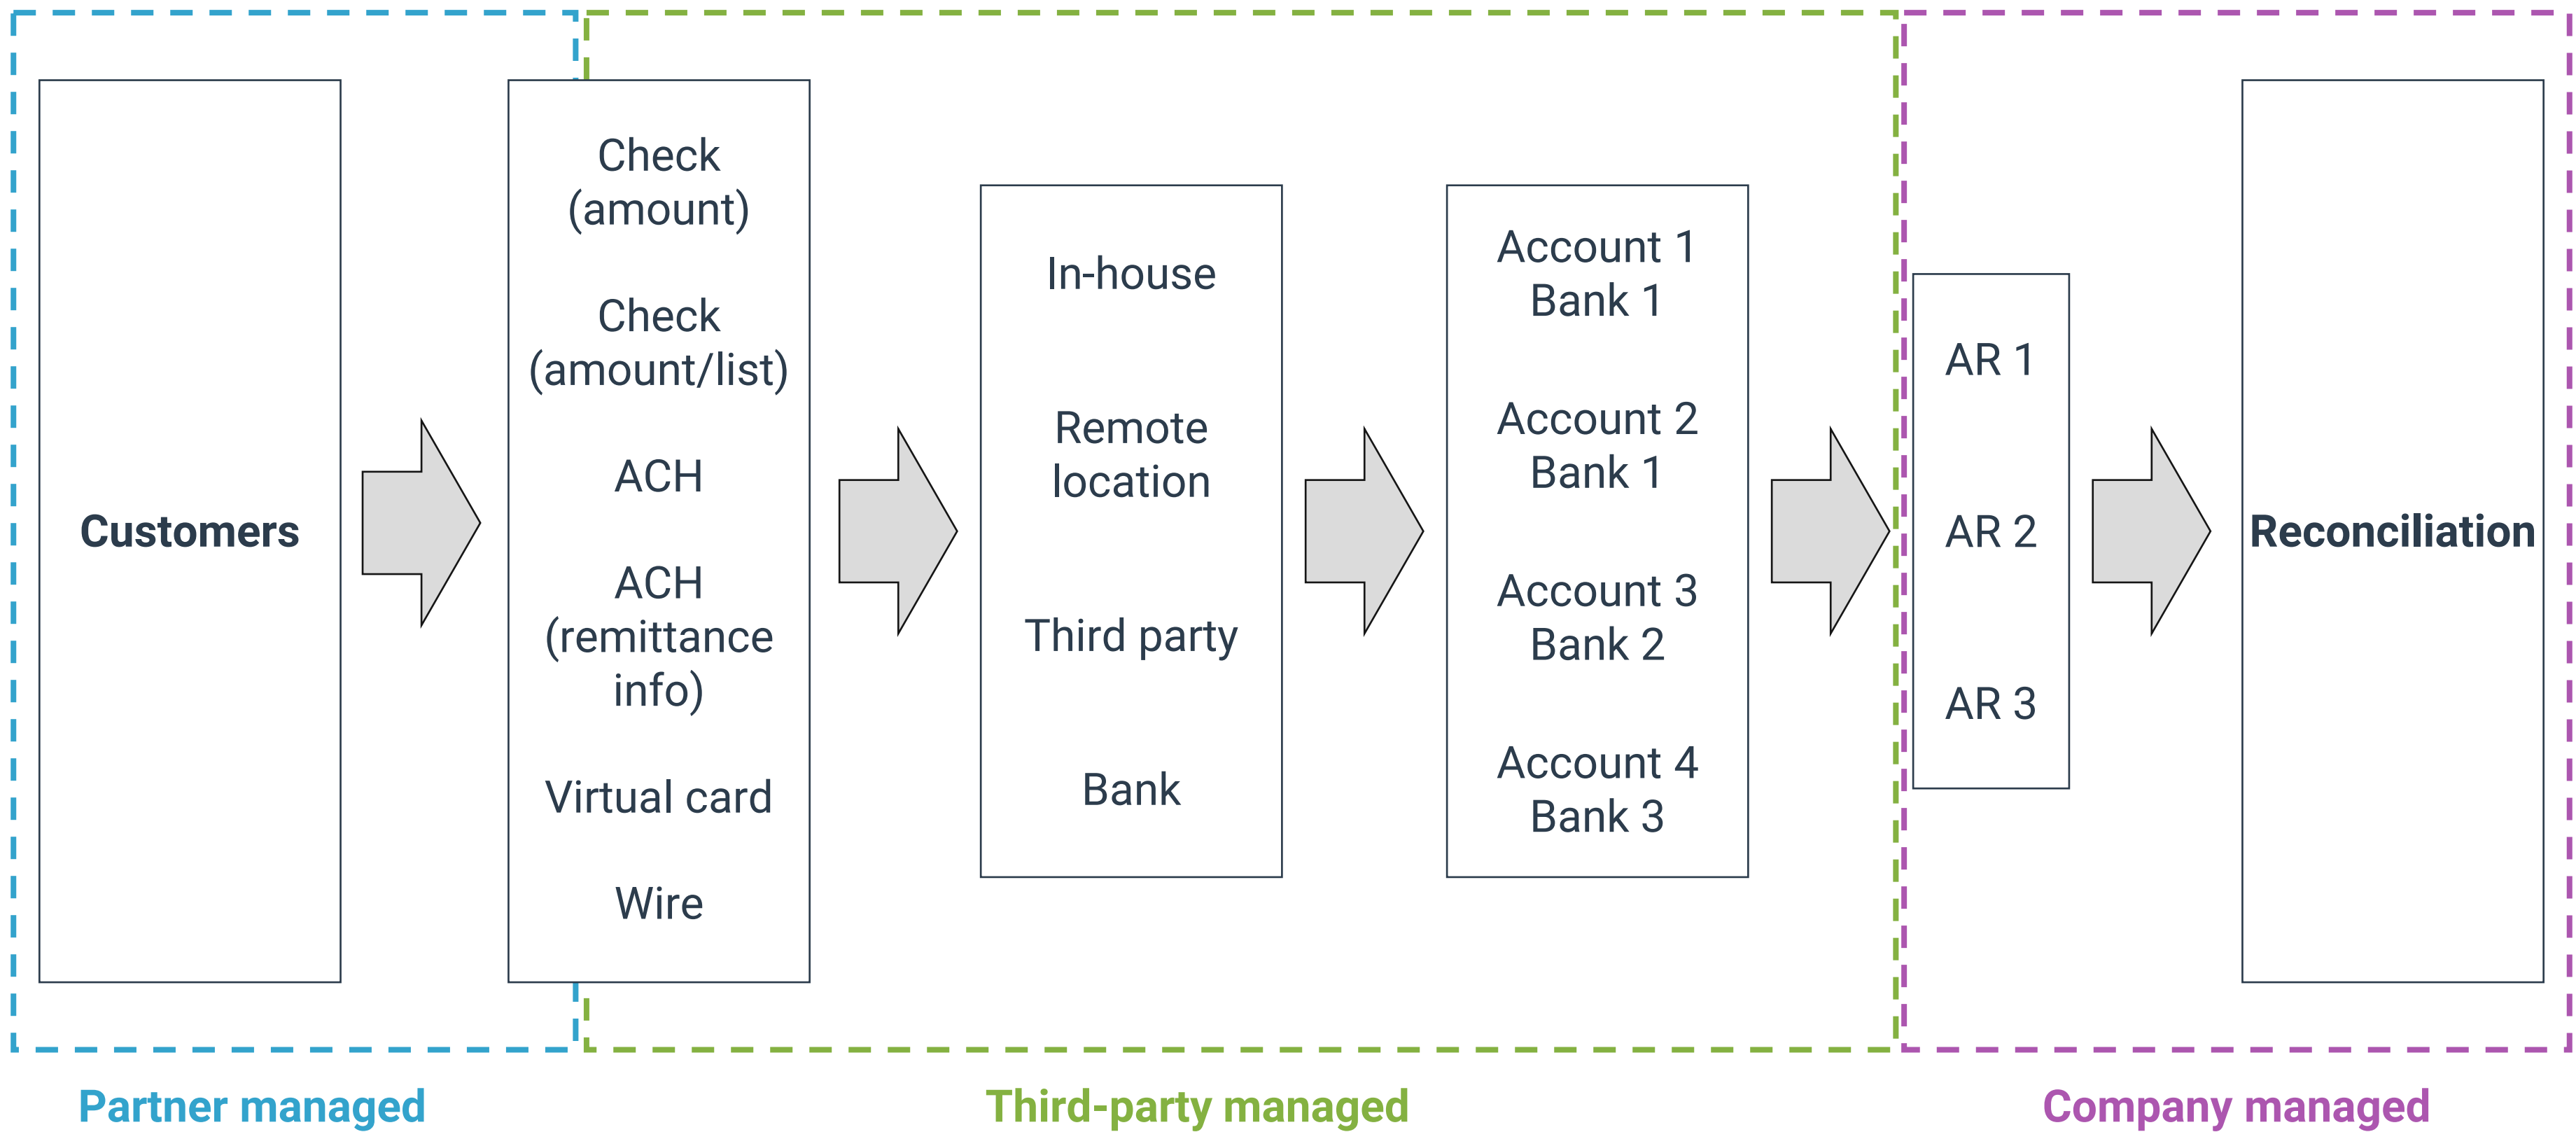 Customers
Check
(amount)
Check
(amount/list)
ACH
ACH
(remittance
info)
Virtual card
Wire
In-house
Remote
location
Third party
Bank
Account 1
Bank 1
Account 2
Bank 1
Account 3
Bank 2
Account 4
Bank 3
AR 1
AR 2
AR 3
Reconciliation
Partner managed
Third-party managed
Company managed